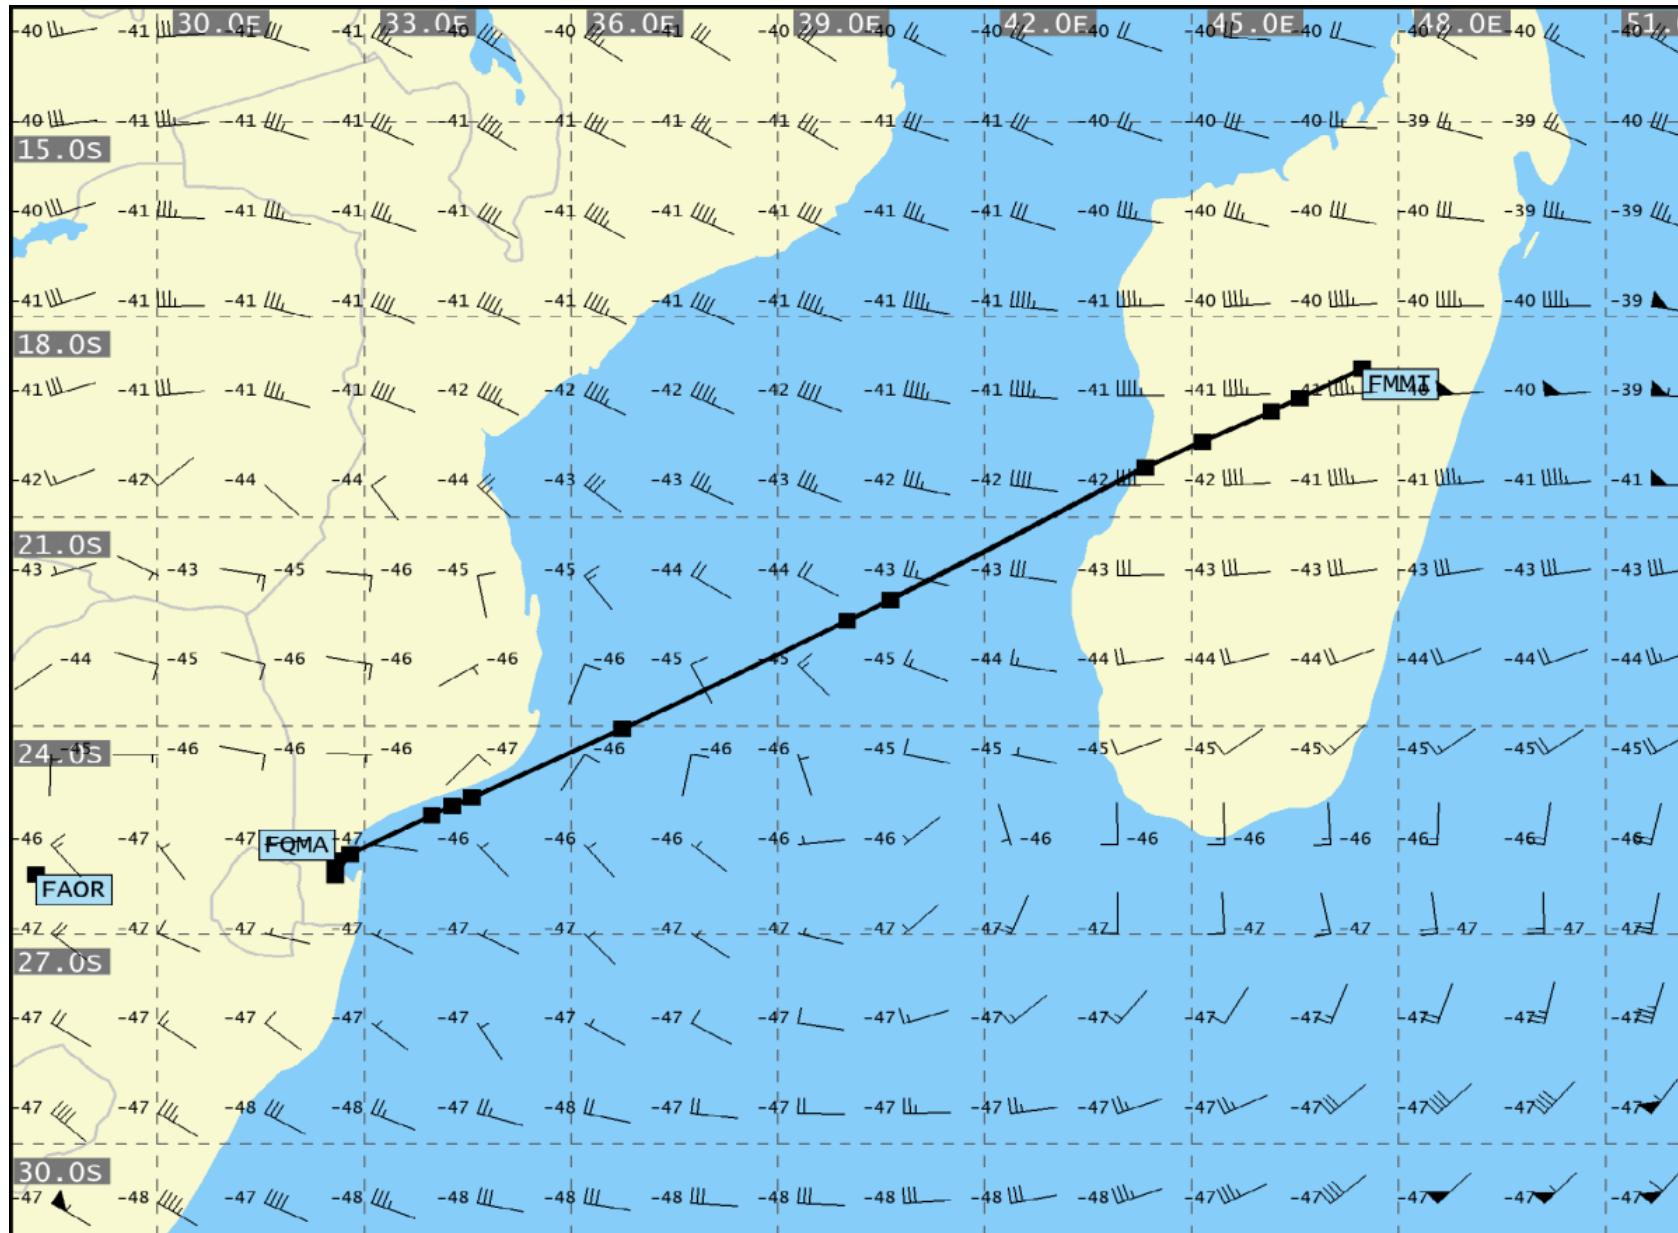 30.0E 33.0E 36.0E 39.0E 42.0E 45.0E 48.0E 51.
-40 -41 -41 -41 -40 -40 -41 -40 -40 -40 -40 -40 -40 -40 -40 -40
-40 -41 -41 -41 -41 -41 -41 -41 -41 -41 -40 -40 -40 -39 -39 -40
15.0S
-40 -41 -41 -41 -41 -41 -41 -41 -41 -41 -40 -40 -40 -40 -39 -39
-41 -41 -41 -41 -41 -41 -41 -41 -41 -41 -41 -40 -40 -40 -40 -39
18.0S
FMMI
-41 -41 -41 -41 -42 -42 -42 -42 -41 -41 -41 -41 -41 -40 -40 -39
-42 -42 -44 -44 -44 -43 -43 -43 -42 -42 -42 -42 -41 -41 -41 -41
21.0S
-43 -43 -45 -46 -45 -45 -44 -44 -43 -43 -43 -43 -43 -43 -43 -43
-44 -45 -46 -46 -46 -46 -45 -45 -45 -44 -44 -44 -44 -44 -44 -44
24.0S
-45 -46 -46 -46 -47 -46 -46 -46 -45 -45 -45 -45 -45 -45 -45 -45
-46 -47 -47 -47 -46 -46 -46 -46 -46 -46 -46 -46 -46 -46 -46
FQMA
FAOR
-47 -47 -47 -47 -47 -47 -47 -47 -47 -47 -47 -47 -47 -47 -47 -47
27.0S
-47 -47 -47 -47 -47 -47 -47 -47 -47 -47 -47 -47 -47 -47 -47 -47
-47 -47 -48 -48 -47 -48 -47 -47 -47 -47 -47 -47 -47 -47 -47 -47
30.0S
-47 -48 -47 -48 -48 -48 -48 -48 -48 -48 -48 -47 -47 -47 -47 -47